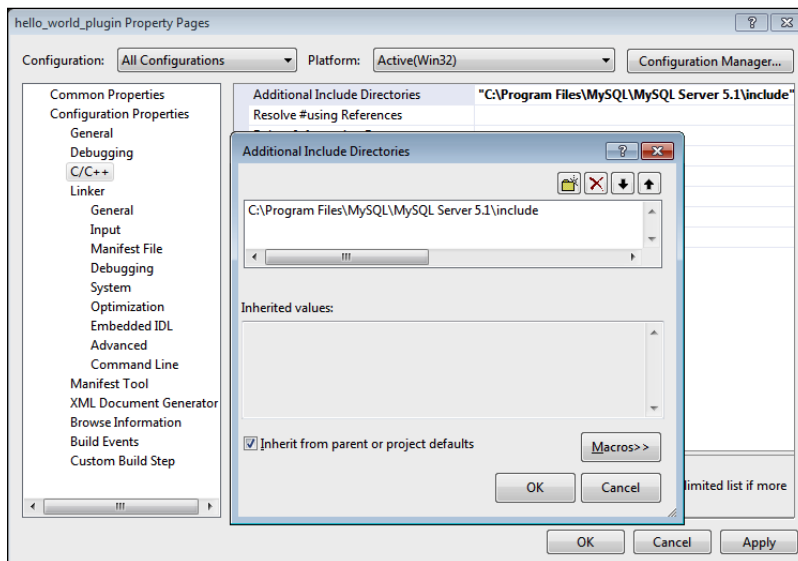 hello_world_plugin Property Pages
Configuration: All Configurations Platform: Active(Win32) Configuration Manager...
Common Properties
Configuration Properties
General
Debugging
C/C++
Linker
General
Input
Manifest File
Debugging
System
Optimization
Embedded IDL
Advanced
Command Line
Manifest Tool
XML Document Generator
Browse Information
Build Events
Custom Build Step
Additional Include Directories "C:\Program Files\MySQL\MySQL Server 5.1\include"
Resolve #using References
Additional Include Directories
C:\Program Files\MySQL\MySQL Server 5.1\include
Inherited values:
Inherit from parent or project defaults
Macros>>
OK Cancel
limited list if more
OK Cancel Apply